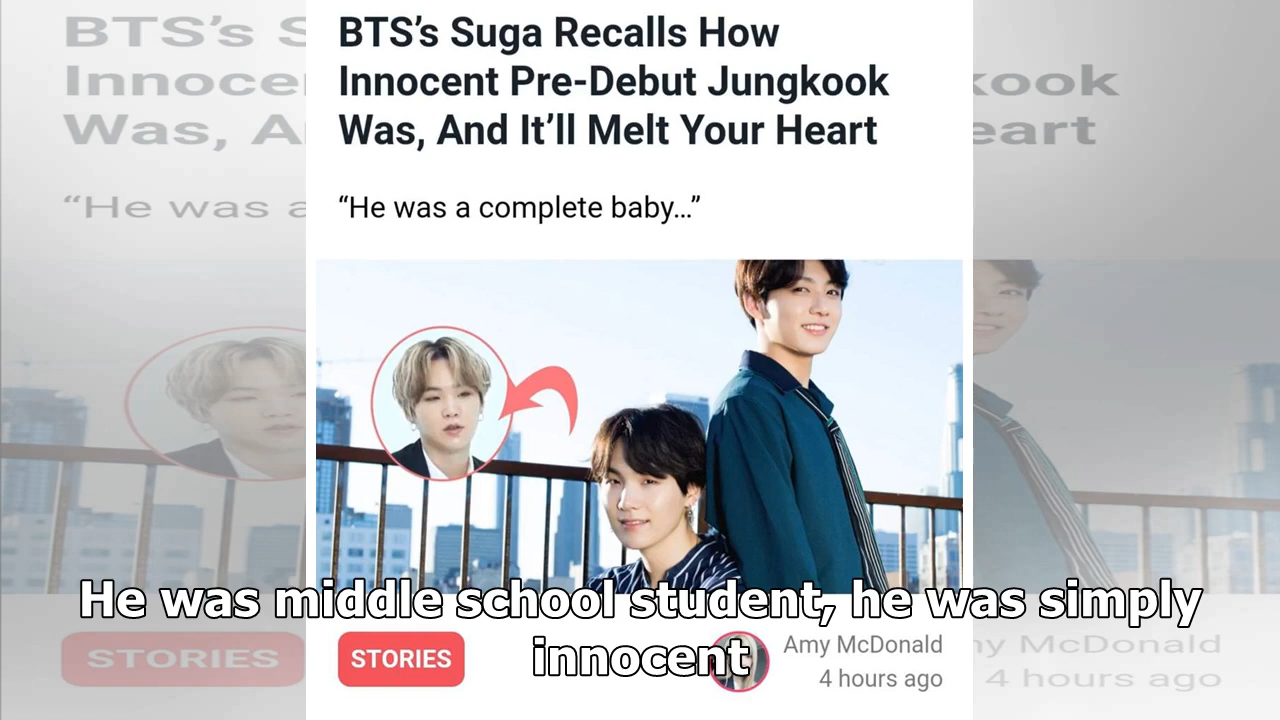 BTS’s Suga Recalls How
Innocent Pre-Debut Jungkook
Was, And It’ll Melt Your Heart
“He was a complete baby…”
He was middle school student, he was simply
innocent
STORIES
Amy McDonald
4 hours ago